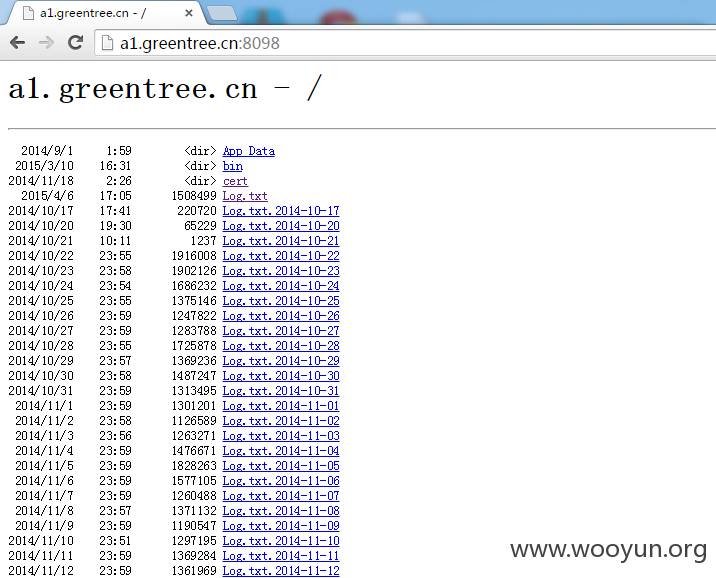 a1.greentree.cn - /
a1.greentree.cn:8098
a1.greentree.cn - /
2014/9/1 1:59 <dir> App Data
2015/3/10 16:31 <dir> bin
2014/11/18 2:26 <dir> cert
2015/4/6 17:05 1508499 Log.txt
2014/10/17 17:41 220720 Log.txt.2014-10-17
2014/10/20 19:30 65229 Log.txt.2014-10-20
2014/10/21 10:11 1237 Log.txt.2014-10-21
2014/10/22 23:55 1916008 Log.txt.2014-10-22
2014/10/23 23:58 1902126 Log.txt.2014-10-23
2014/10/24 23:54 1686232 Log.txt.2014-10-24
2014/10/25 23:55 1375146 Log.txt.2014-10-25
2014/10/26 23:59 1247822 Log.txt.2014-10-26
2014/10/27 23:59 1283788 Log.txt.2014-10-27
2014/10/28 23:55 1725878 Log.txt.2014-10-28
2014/10/29 23:57 1369236 Log.txt.2014-10-29
2014/10/30 23:58 1487247 Log.txt.2014-10-30
2014/10/31 23:59 1313495 Log.txt.2014-10-31
2014/11/1 23:59 1301201 Log.txt.2014-11-01
2014/11/2 23:58 1126589 Log.txt.2014-11-02
2014/11/3 23:56 1263271 Log.txt.2014-11-03
2014/11/4 23:59 1476671 Log.txt.2014-11-04
2014/11/5 23:59 1828263 Log.txt.2014-11-05
2014/11/6 23:59 1577105 Log.txt.2014-11-06
2014/11/7 23:59 1260488 Log.txt.2014-11-07
2014/11/8 23:57 1371132 Log.txt.2014-11-08
2014/11/9 23:59 1190547 Log.txt.2014-11-09
2014/11/10 23:51 1297195 Log.txt.2014-11-10
2014/11/11 23:59 1369284 Log.txt.2014-11-11
2014/11/12 23:59 1361969 Log.txt.2014-11-12
www.wooyun.org